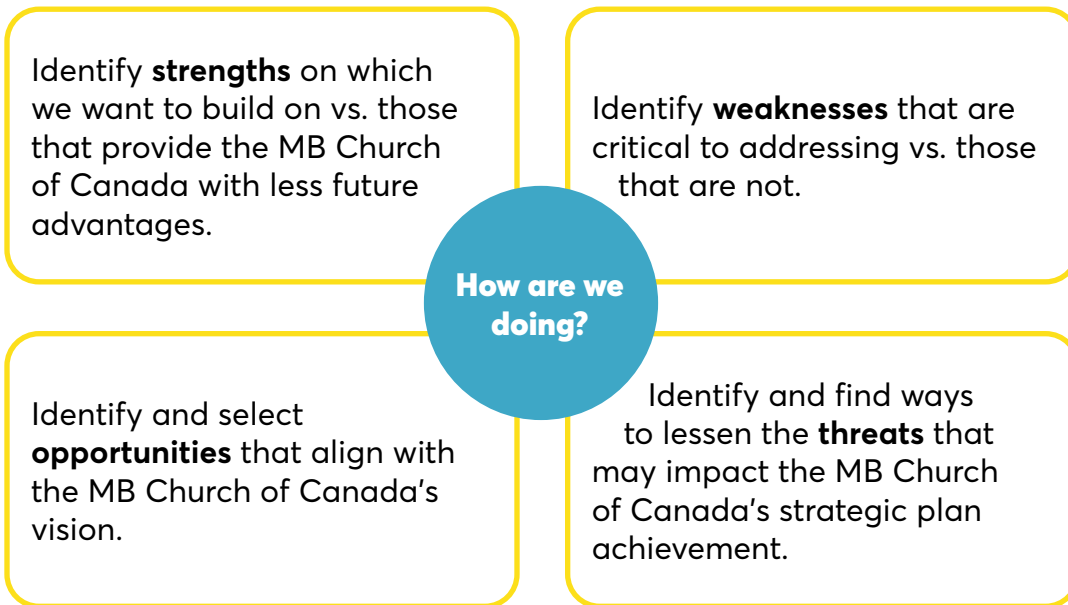 Identify strengths on which
we want to build on vs. those
that provide the MB Church
of Canada with less future
advantages.
Identify weaknesses that are
critical to addressing vs. those
that are not.
How are we
doing?
Identify and select
opportunities that align with
the MB Church of Canada's
vision.
Identify and find ways
to lessen the threats that
may impact the MB Church
of Canada's strategic plan
achievement.